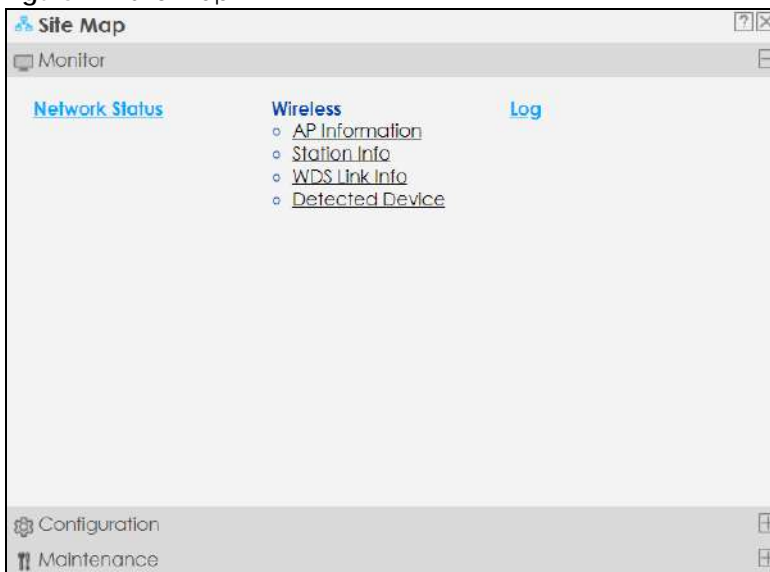 Site Map
Monitor
Network Status
Wireless
AP Information
Station Info
WDS Link Info
Detected Device
Log
Configuration
Maintenance